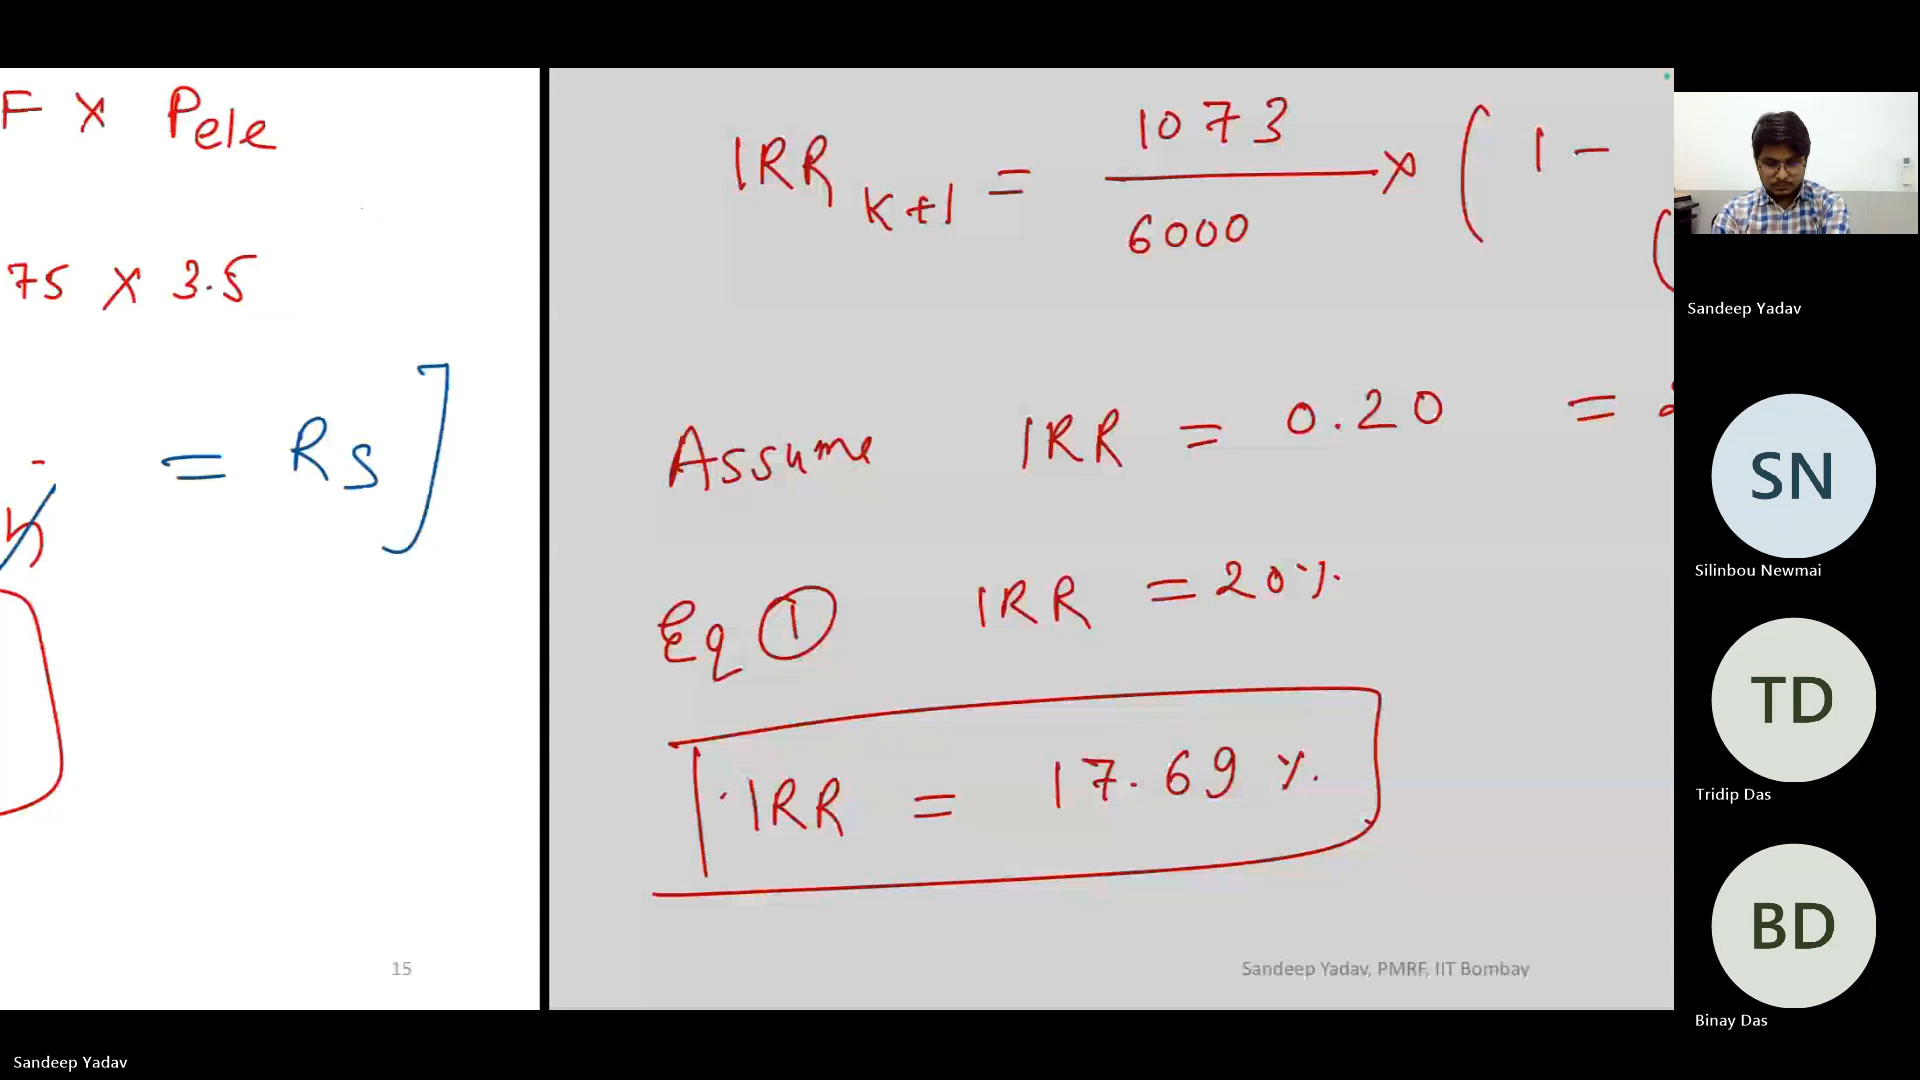 F × Pele
75 × 3.5
= Rs ]
15
IRR k+1 = 1073 / 6000 × ( 1 –
(
Assume IRR = 0.20 =
Eq ① IRR = 20%
IRR = 17.69 %
Sandeep Yadav, PMRF, IIT Bombay
Sandeep Yadav
SN
Silinbou Newmai
TD
Tridip Das
BD
Binay Das
Sandeep Yadav